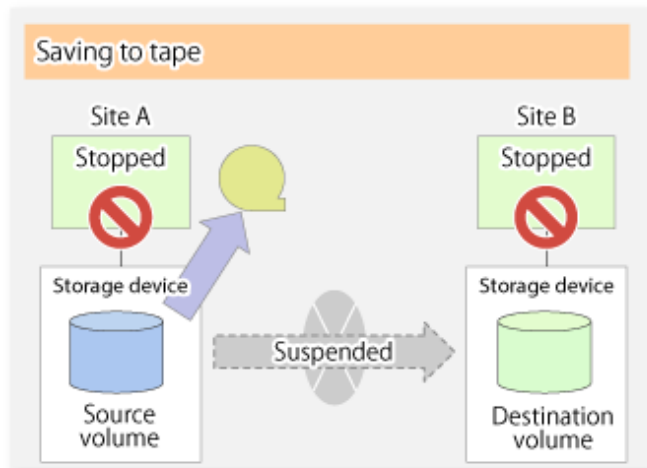 Saving to tape
Site A
Site B
Stopped
Stopped
Storage device
Storage device
Suspended
Source
volume
Destination
volume